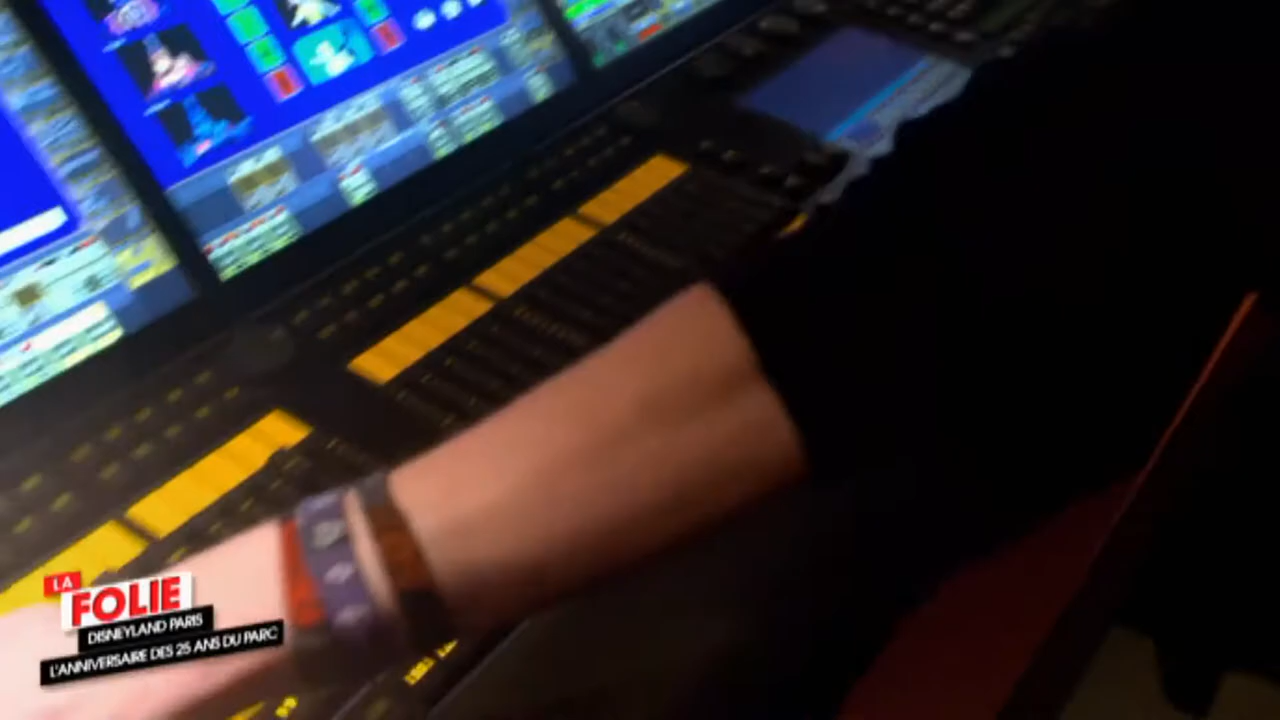 LA
FOLIE
DISNEYLAND PARIS
L'ANNIVERSAIRE DES 25 ANS DU PARC